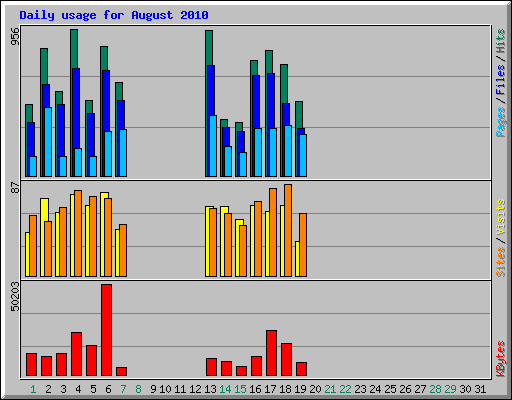 Daily usage for August 2010
956
Pages / Files / Hits
87
Sites / Visits
50203
KBytes
1 2 3 4 5 6 7 8 9 10 11 12 13 14 15 16 17 18 19 20 21 22 23 24 25 26 27 28 29 30 31